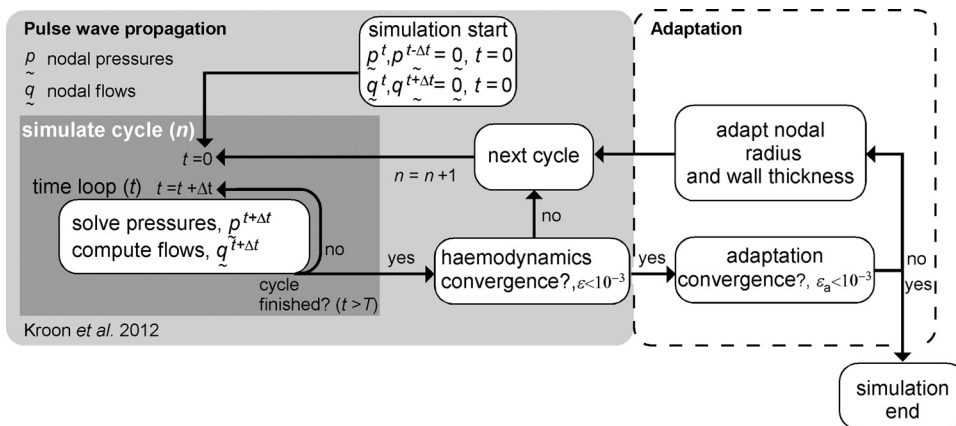 Pulse wave propagation
p nodal pressures
q nodal flows
simulation start
p^t, p^{t-Δt} = 0, t = 0
q^t, q^{t+Δt} = 0, t = 0
Adaptation
simulate cycle (n)
t =0
time loop (t) t=t +Δt
solve pressures, p^{t+Δt}
compute flows, q^{t+Δt}
no
cycle
finished? (t >T)
yes
next cycle
n = n +1
no
haemodynamics
convergence?, ε<10^{-3}
yes
adapt nodal
radius
and wall thickness
adaptation
convergence?, ε_a<10^{-3}
no
yes
simulation
end
Kroon et al. 2012